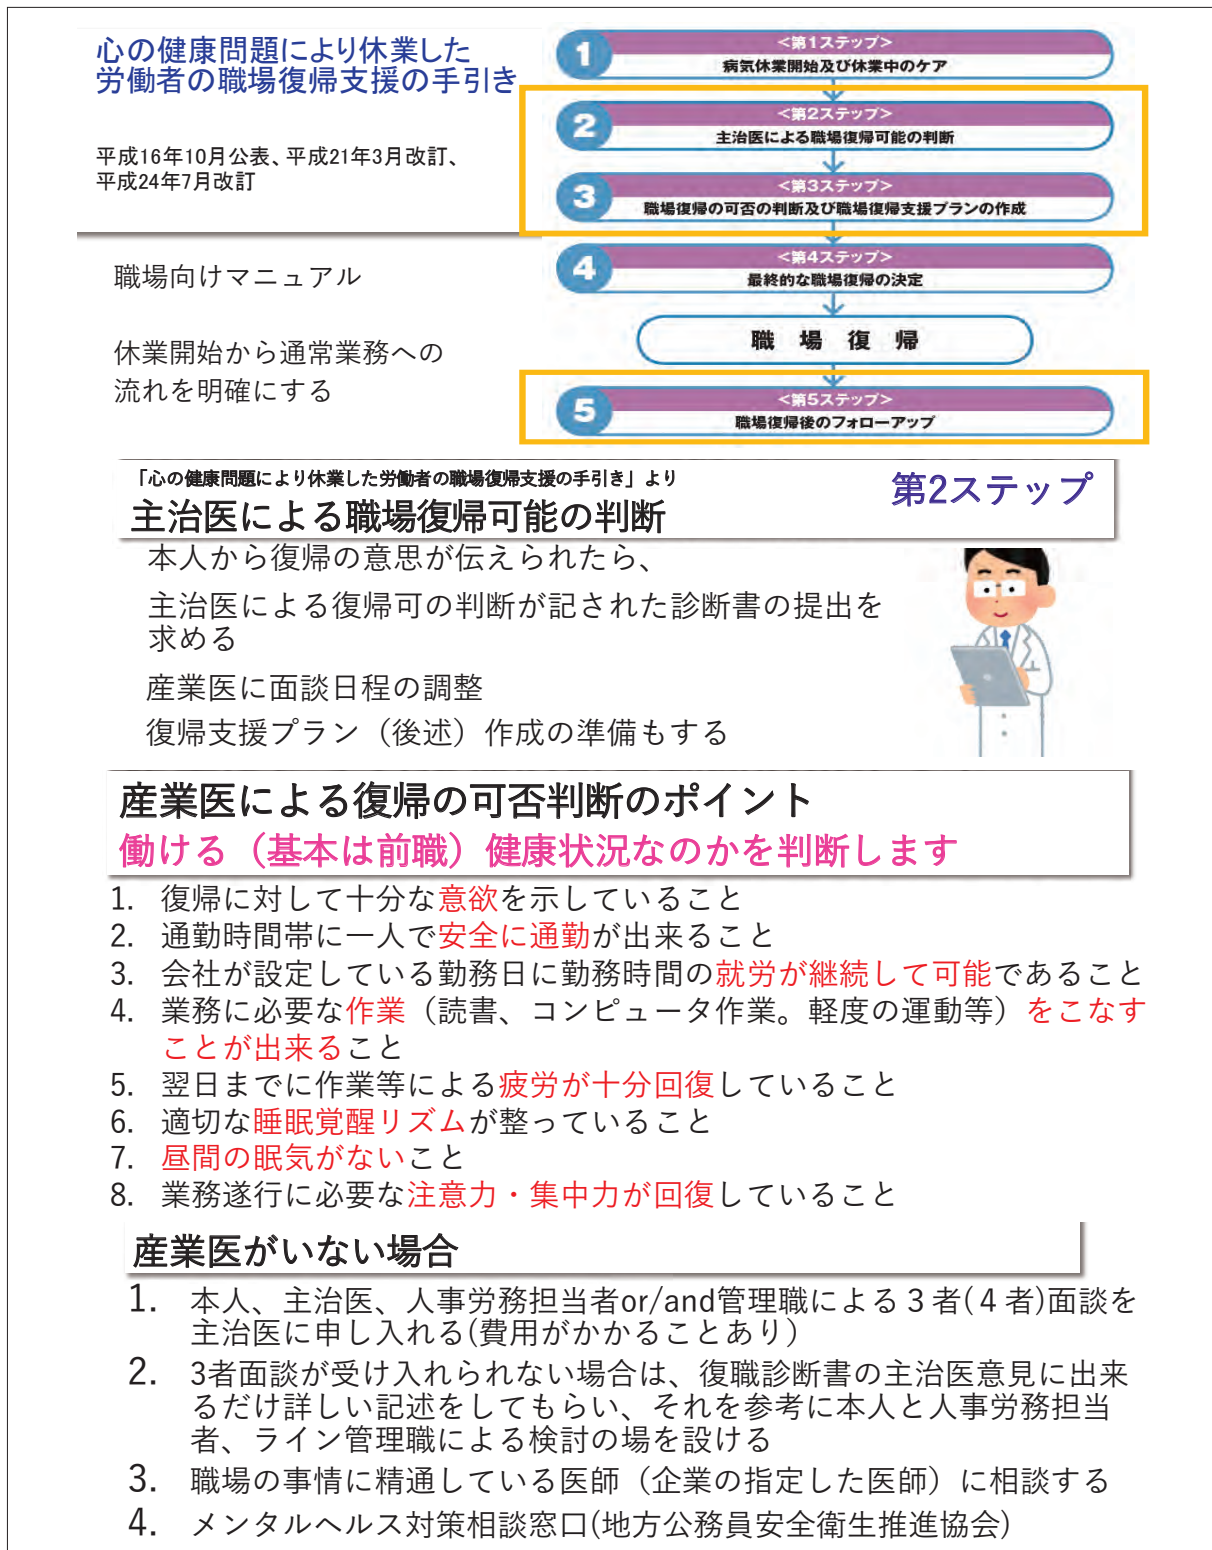 心の健康問題により休業した
労働者の職場復帰支援の手引き
平成16年10月公表、平成21年3月改訂、
平成24年7月改訂
職場向けマニュアル
休業開始から通常業務への
流れを明確にする
1
<第1ステップ>
病気休業開始及び休業中のケア
2
<第2ステップ>
主治医による職場復帰可能の判断
3
<第3ステップ>
職場復帰の可否の判断及び職場復帰支援プランの作成
4
<第4ステップ>
最終的な職場復帰の決定
職 場 復 帰
5
<第5ステップ>
職場復帰後のフォローアップ
「心の健康問題により休業した労働者の職場復帰支援の手引き」より
主治医による職場復帰可能の判断
第2ステップ
本人から復帰の意思が伝えられたら、
主治医による復帰可の判断が記された診断書の提出を
求める
産業医に面談日程の調整
復帰支援プラン（後述）作成の準備もする
産業医による復帰の可否判断のポイント
働ける（基本は前職）健康状況なのかを判断します
1. 復帰に対して十分な意欲を示していること
2. 通勤時間帯に一人で安全に通勤が出来ること
3. 会社が設定している勤務日に勤務時間の就労が継続して可能であること
4. 業務に必要な作業（読書、コンピュータ作業。軽度の運動等）をこなす
ことが出来ること
5. 翌日までに作業等による疲労が十分回復していること
6. 適切な睡眠覚醒リズムが整っていること
7. 昼間の眠気がないこと
8. 業務遂行に必要な注意力・集中力が回復していること
産業医がいない場合
1. 本人、主治医、人事労務担当者or/and管理職による３者(４者)面談を
主治医に申し入れる(費用がかかることあり）
2. 3者面談が受け入れられない場合は、復職診断書の主治医意見に出来
るだけ詳しい記述をしてもらい、それを参考に本人と人事労務担当
者、ライン管理職による検討の場を設ける
3. 職場の事情に精通している医師（企業の指定した医師）に相談する
4. メンタルヘルス対策相談窓口(地方公務員安全衛生推進協会)